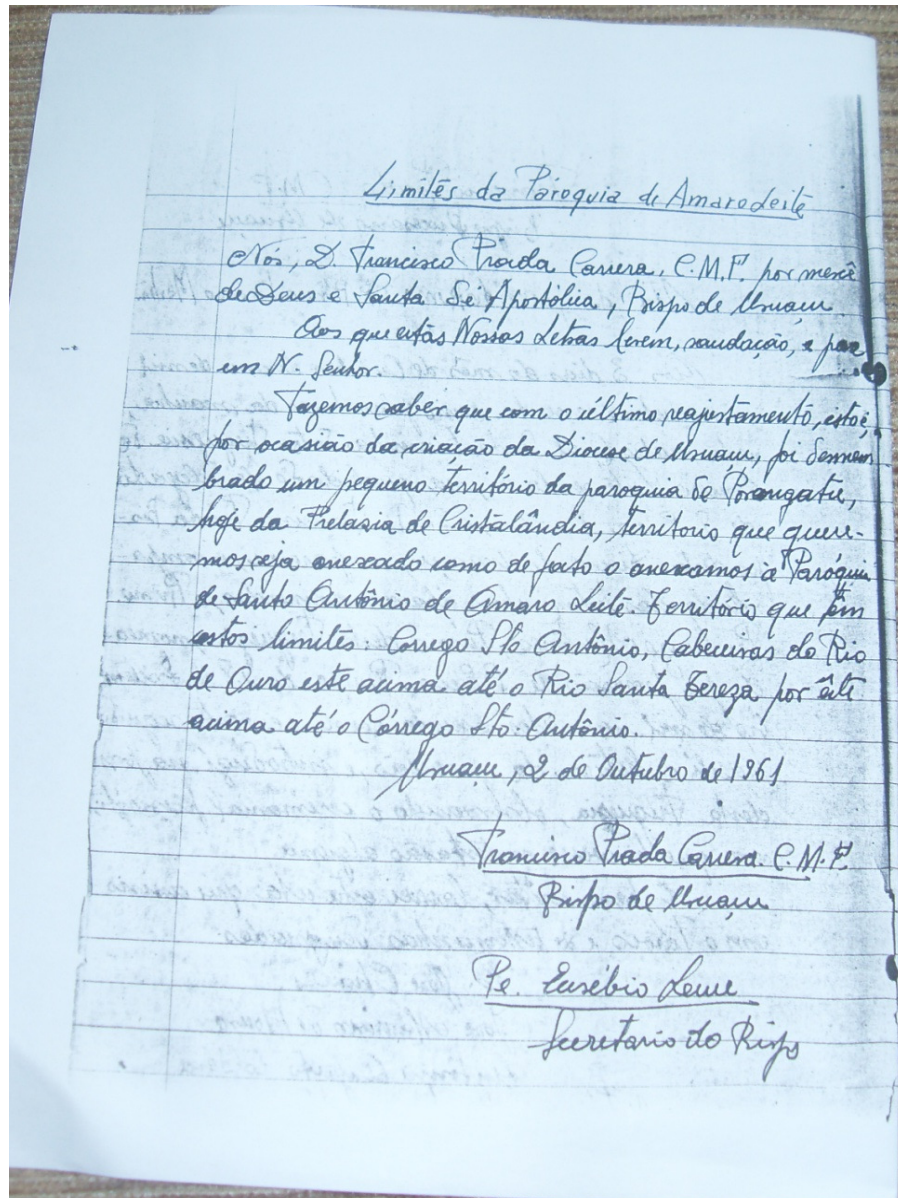 Limites da Paroquia de Amaro Leite
Nós, D. Francisco Prada Carrera, C.M.F. por mercê
de Deus e Santa Sé Apostólica, Bispo de Uruaçu.
Aos que estás Nossas Letras lerem, saudação, e paz
em N. Senhor.
Fazemos saber que com o último reajustamento, esto é,
por ocasião da criação da Diocese de Uruaçu, foi desmem
brado um pequeno território da paroquia de Porangatu,
hoje da Prelazia de Cristalândia, territorio que quere-
mos seja anexado como de fato o anexamos à Paróquia
de Santo Antônio de Amaro Leite. Território que têm
estos limites: Corrego Sto Antônio, Cabeceiras do Rio
de Ouro este acima até o Rio Santa Tereza por êste
acima até o Córrego Sto. Antônio.
Uruaçu, 2 de Outubro de 1961
Francisco Prada Carrera C.M.F.
Bispo de Uruaçu
Pe. Eusébio Leme
Secretario do Bispo